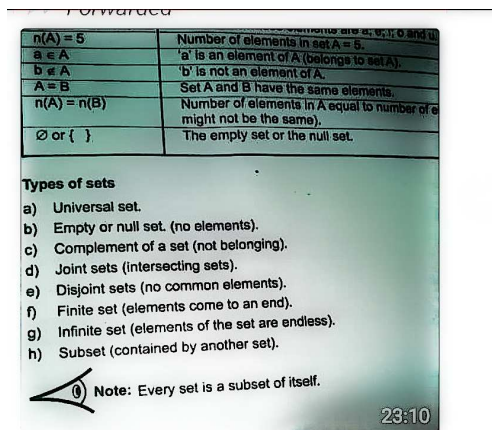 Forwarded
elements are a, e, i, o and u
n(A) = 5 Number of elements in set A = 5.
a ∈ A 'a' is an element of A (belongs to set A).
b ∉ A 'b' is not an element of A.
A = B Set A and B have the same elements.
n(A) = n(B) Number of elements in A equal to number of e
might not be the same).
∅ or { } The empty set or the null set.
Types of sets
a) Universal set.
b) Empty or null set. (no elements).
c) Complement of a set (not belonging).
d) Joint sets (intersecting sets).
e) Disjoint sets (no common elements).
f) Finite set (elements come to an end).
g) Infinite set (elements of the set are endless).
h) Subset (contained by another set).
Note: Every set is a subset of itself.
23:10